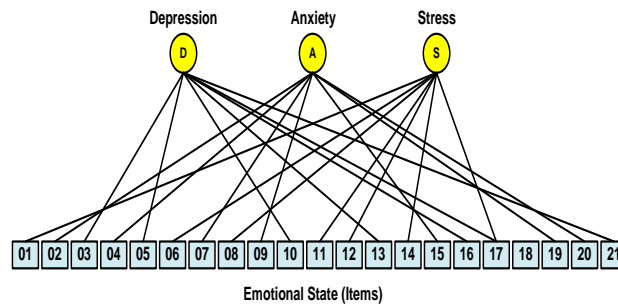 Depression Anxiety Stress
D A S
01 02 03 04 05 06 07 08 09 10 11 12 13 14 15 16 17 18 19 20 21
Emotional State (Items)